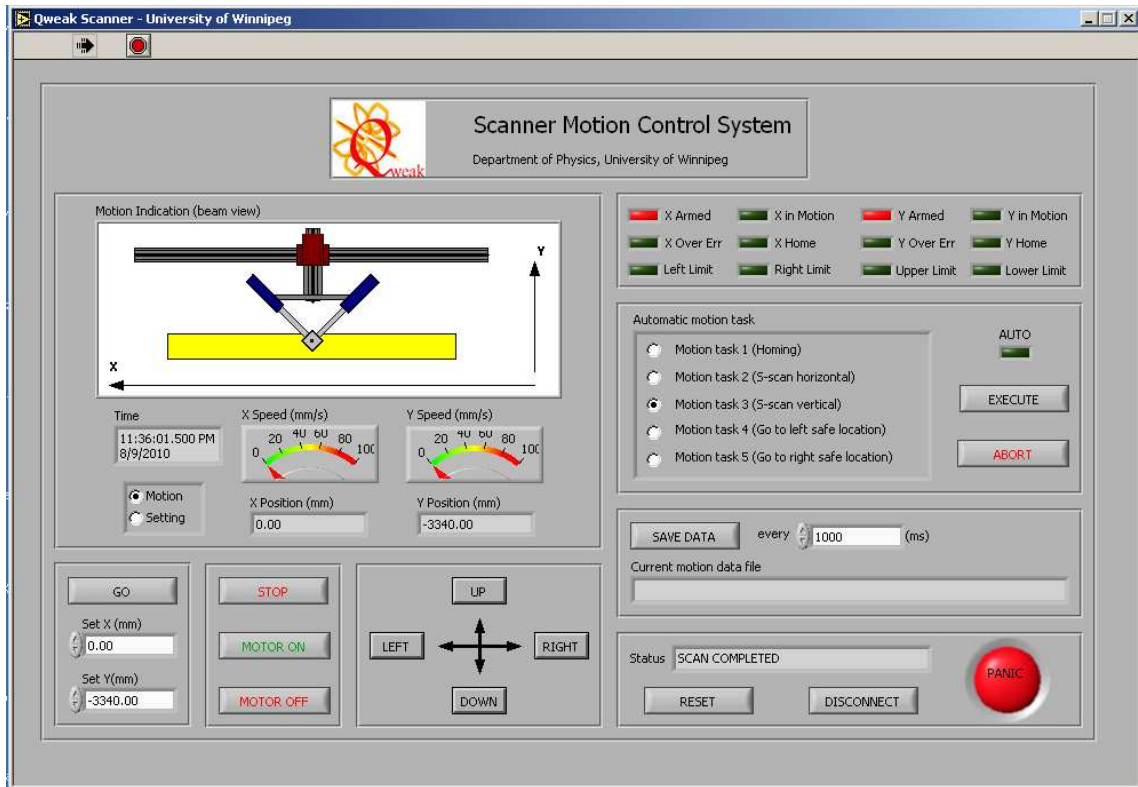 Qweak Scanner - University of Winnipeg
Qweak
Scanner Motion Control System
Department of Physics, University of Winnipeg
Motion Indication (beam view)
Y
X
Time
11:36:01.500 PM
8/9/2010
Motion
Setting
X Speed (mm/s)
0 20 40 60 80 100
X Position (mm)
0.00
Y Speed (mm/s)
0 20 40 60 80 100
Y Position (mm)
-3340.00
X Armed X in Motion Y Armed Y in Motion
X Over Err X Home Y Over Err Y Home
Left Limit Right Limit Upper Limit Lower Limit
Automatic motion task
Motion task 1 (Homing)
Motion task 2 (S-scan horizontal)
Motion task 3 (S-scan vertical)
Motion task 4 (Go to left safe location)
Motion task 5 (Go to right safe location)
AUTO
EXECUTE
ABORT
SAVE DATA every 1000 (ms)
Current motion data file
GO
Set X (mm)
0.00
Set Y(mm)
-3340.00
STOP
MOTOR ON
MOTOR OFF
UP
LEFT RIGHT
DOWN
Status SCAN COMPLETED
RESET DISCONNECT
PANIC